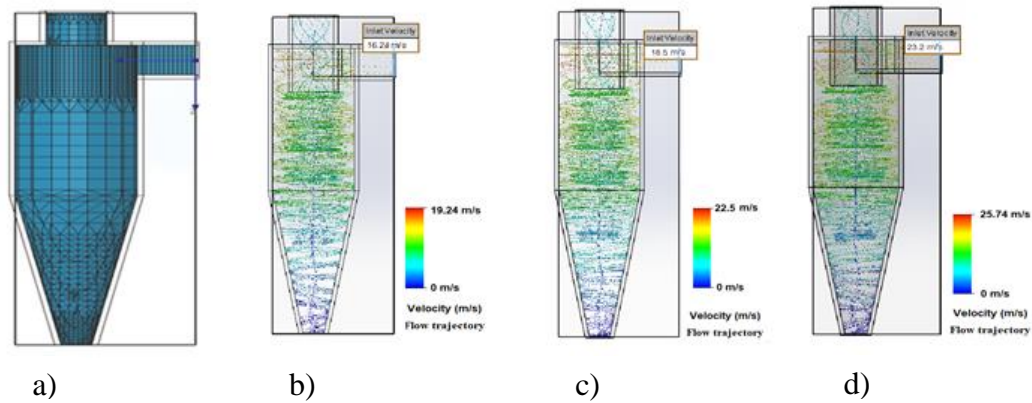 Inlet Velocity
16.24 m/s
19.24 m/s
0 m/s
Velocity (m/s)
Flow trajectory
Inlet Velocity
18.5 m/s
22.5 m/s
0 m/s
Velocity (m/s)
Flow trajectory
Inlet Velocity
23.2 m/s
25.74 m/s
0 m/s
Velocity (m/s)
Flow trajectory
a)
b)
c)
d)